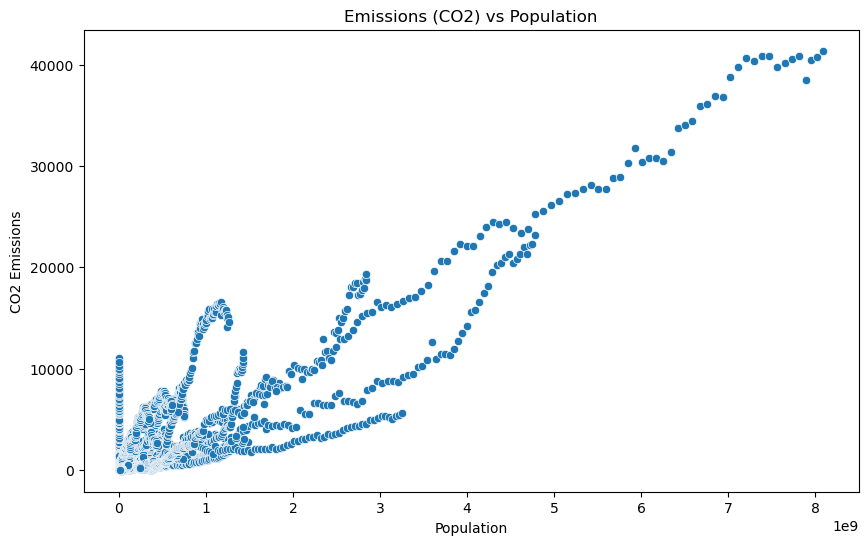 Emissions (CO2) vs Population
CO2 Emissions
40000
30000
20000
10000
0
0 1 2 3 4 5 6 7 8
1e9
Population